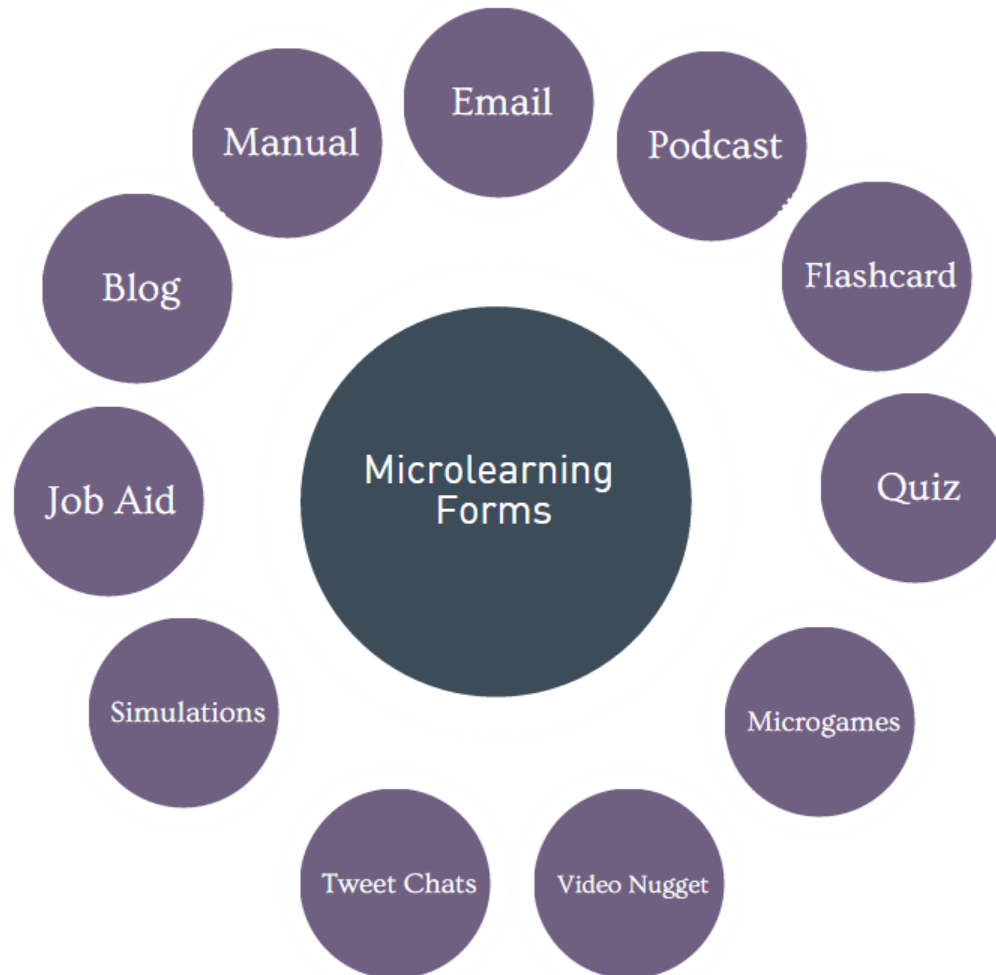 Email
Manual
Podcast
Flashcard
Blog
Microlearning
Forms
Quiz
Job Aid
Simulations
Microgames
Tweet Chats
Video Nugget